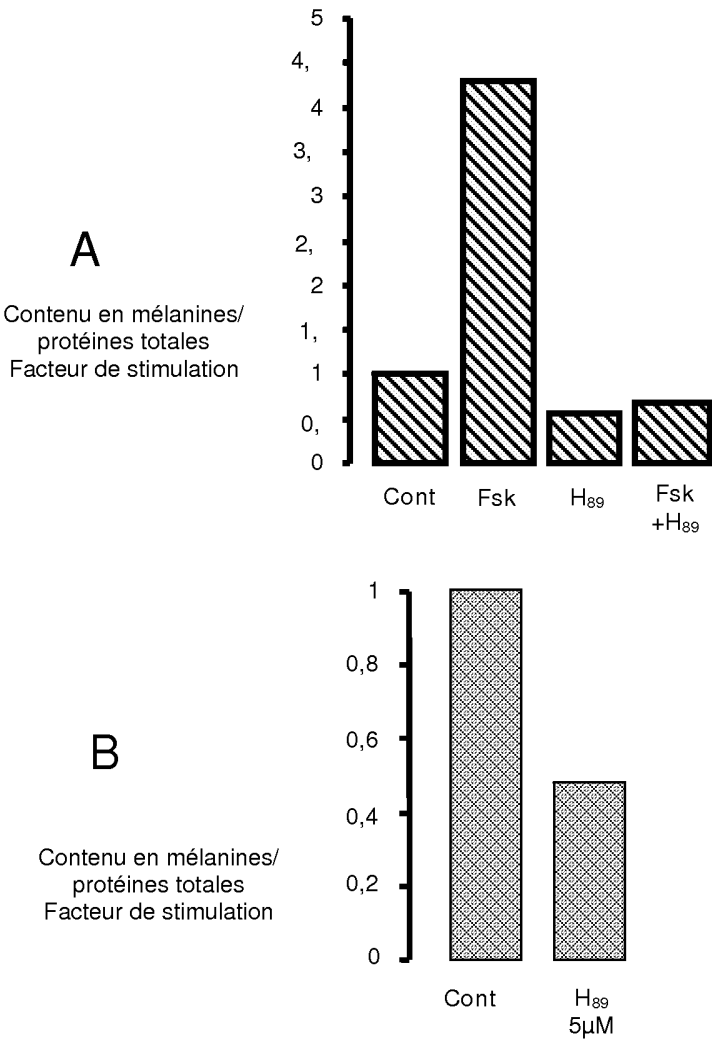 5
4,
4
3,
3
2,
2
1,
1
0,
0
A
Contenu en mélanines/
protéines totales
Facteur de stimulation
Cont
Fsk
H₈₉
Fsk
+H₈₉
1
0,8
0,6
0,4
0,2
0
B
Contenu en mélanines/
protéines totales
Facteur de stimulation
Cont
H₈₉
5µM